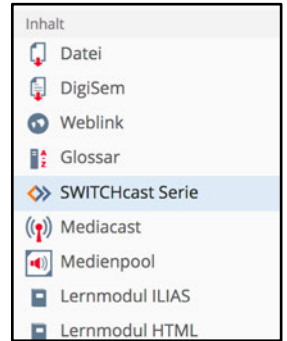 Inhalt
Datei
DigiSem
Weblink
Glossar
SWITCHcast Serie
Mediacast
Medienpool
Lernmodul ILIAS
Lernmodul HTML